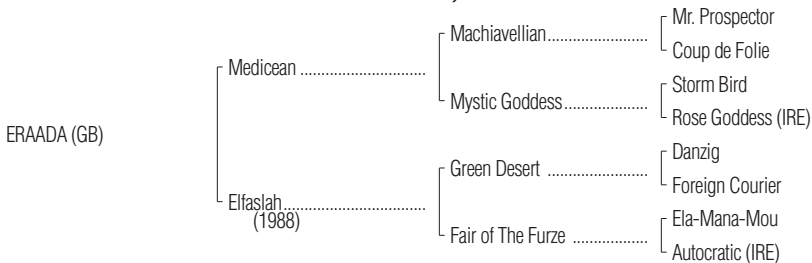 Mr. Prospector
Machiavellian....................
Coup de Folie
Medicean .............................
Storm Bird
Mystic Goddess................
Rose Goddess (IRE)
ERAADA (GB)
Danzig
Green Desert ....................
Foreign Courier
Elfaslah................................
(1988)
Ela-Mana-Mou
Fair of The Furze ...............
Autocratic (IRE)